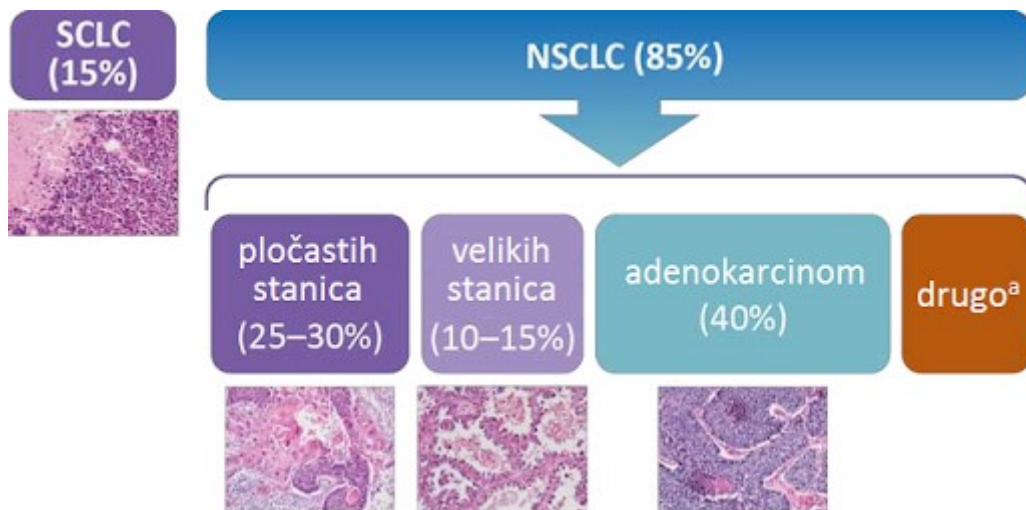 SCLC
(15%)
NSCLC (85%)
pločastih
stanica
(25–30%)
velikih
stanica
(10–15%)
adenokarcinom
(40%)
drugoᵃ